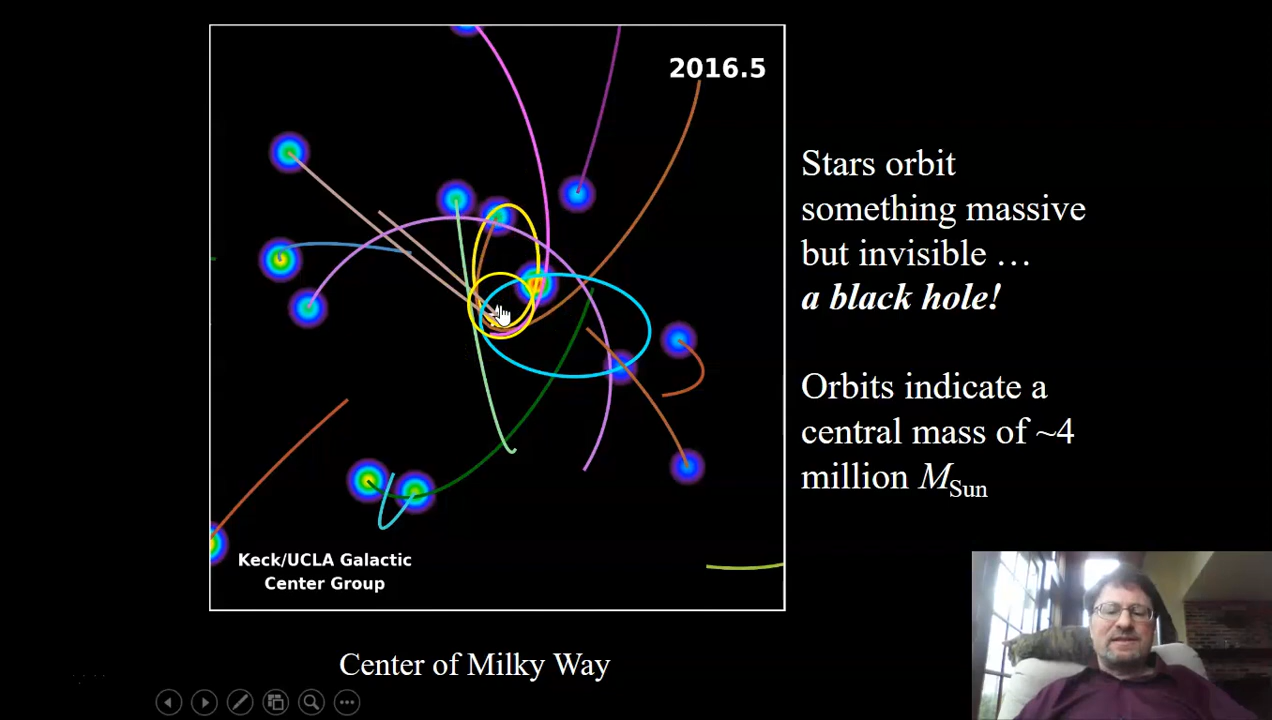 2016.5
Stars orbit
something massive
but invisible …
a black hole!
Orbits indicate a
central mass of ~4
million MSun
Keck/UCLA Galactic
Center Group
Center of Milky Way